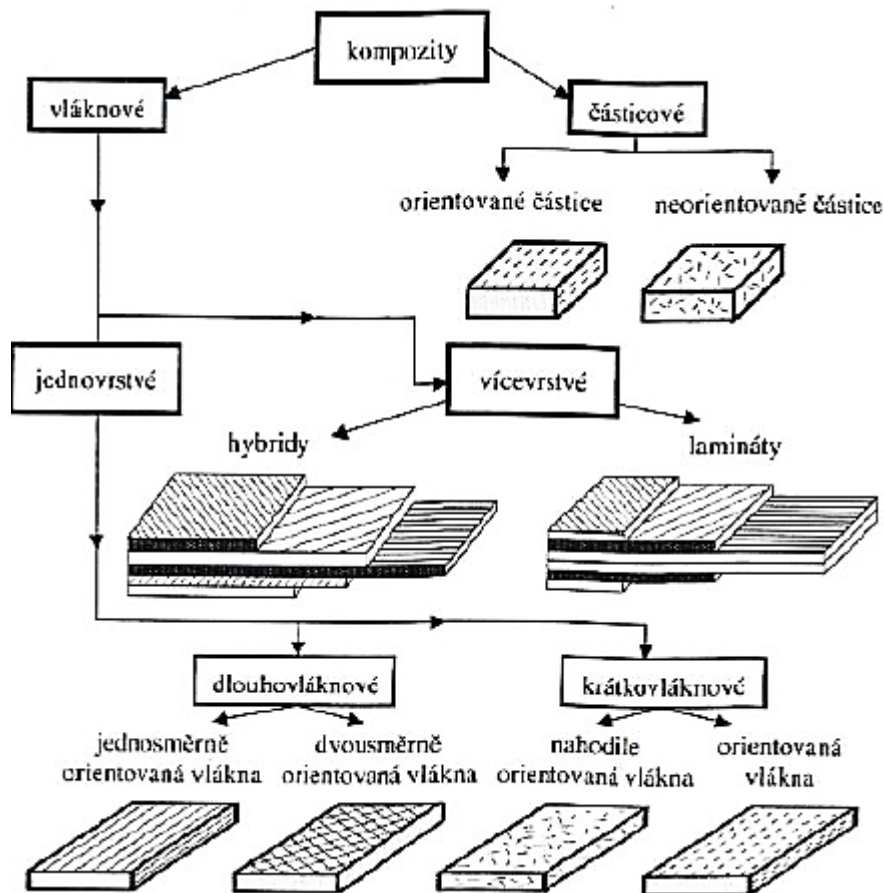 kompozity
vláknové
částicové
orientované částice
neorientované částice
jednovrstvé
vícevrstvé
hybridy
lamináty
dlouhovláknové
krátkovláknové
jednosměrně
orientovaná vlákna
dvousměrně
orientovaná vlákna
nahodile
orientovaná vlákna
orientovaná
vlákna